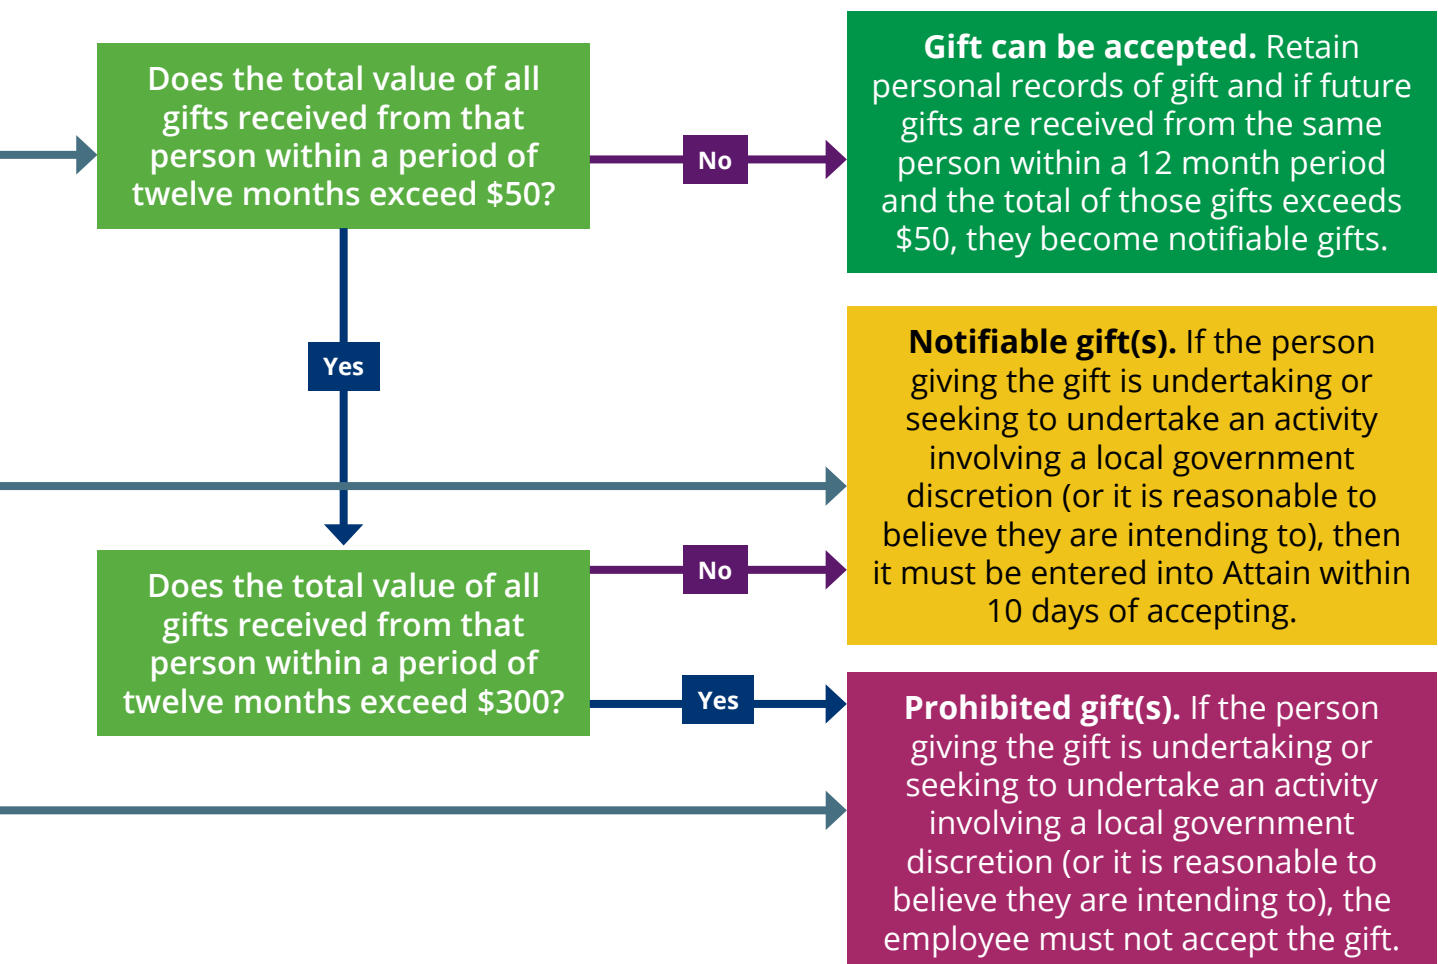 Does the total value of all
gifts received from that
person within a period of
twelve months exceed $50?
No
Gift can be accepted. Retain
personal records of gift and if future
gifts are received from the same
person within a 12 month period
and the total of those gifts exceeds
$50, they become notifiable gifts.
Yes
Notifiable gift(s). If the person
giving the gift is undertaking or
seeking to undertake an activity
involving a local government
discretion (or it is reasonable to
believe they are intending to), then
it must be entered into Attain within
10 days of accepting.
Does the total value of all
gifts received from that
person within a period of
twelve months exceed $300?
No
Yes
Prohibited gift(s). If the person
giving the gift is undertaking or
seeking to undertake an activity
involving a local government
discretion (or it is reasonable to
believe they are intending to), the
employee must not accept the gift.